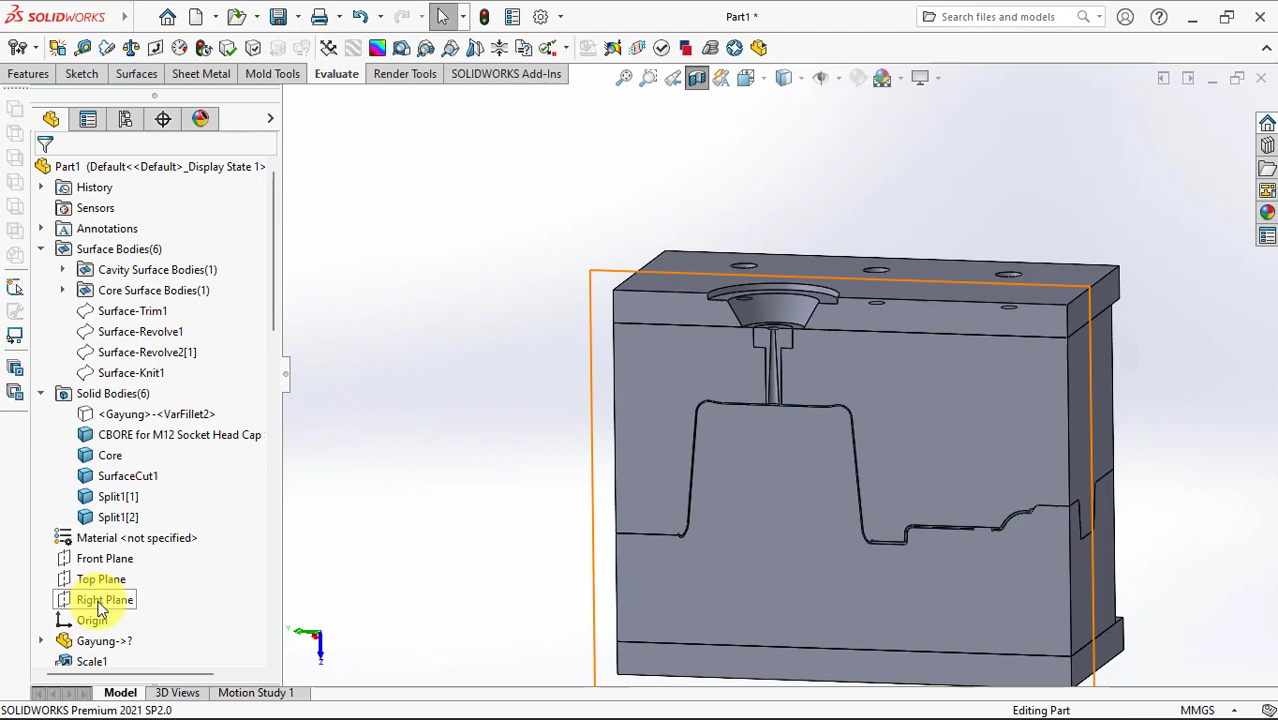 SOLIDWORKS
Part1 *
Search files and models
Features
Sketch
Surfaces
Sheet Metal
Mold Tools
Evaluate
Render Tools
SOLIDWORKS Add-Ins
Part1 (Default<<Default>_Display State 1>
History
Sensors
Annotations
Surface Bodies(6)
Cavity Surface Bodies(1)
Core Surface Bodies(1)
Surface-Trim1
Surface-Revolve1
Surface-Revolve2[1]
Surface-Knit1
Solid Bodies(6)
<Gayung>-<VarFillet2>
CBORE for M12 Socket Head Cap
Core
SurfaceCut1
Split1[1]
Split1[2]
Material <not specified>
Front Plane
Top Plane
Right Plane
Origin
Gayung->?
Scale1
Y
Z
Model
3D Views
Motion Study 1
SOLIDWORKS Premium 2021 SP2.0
Editing Part
MMGS